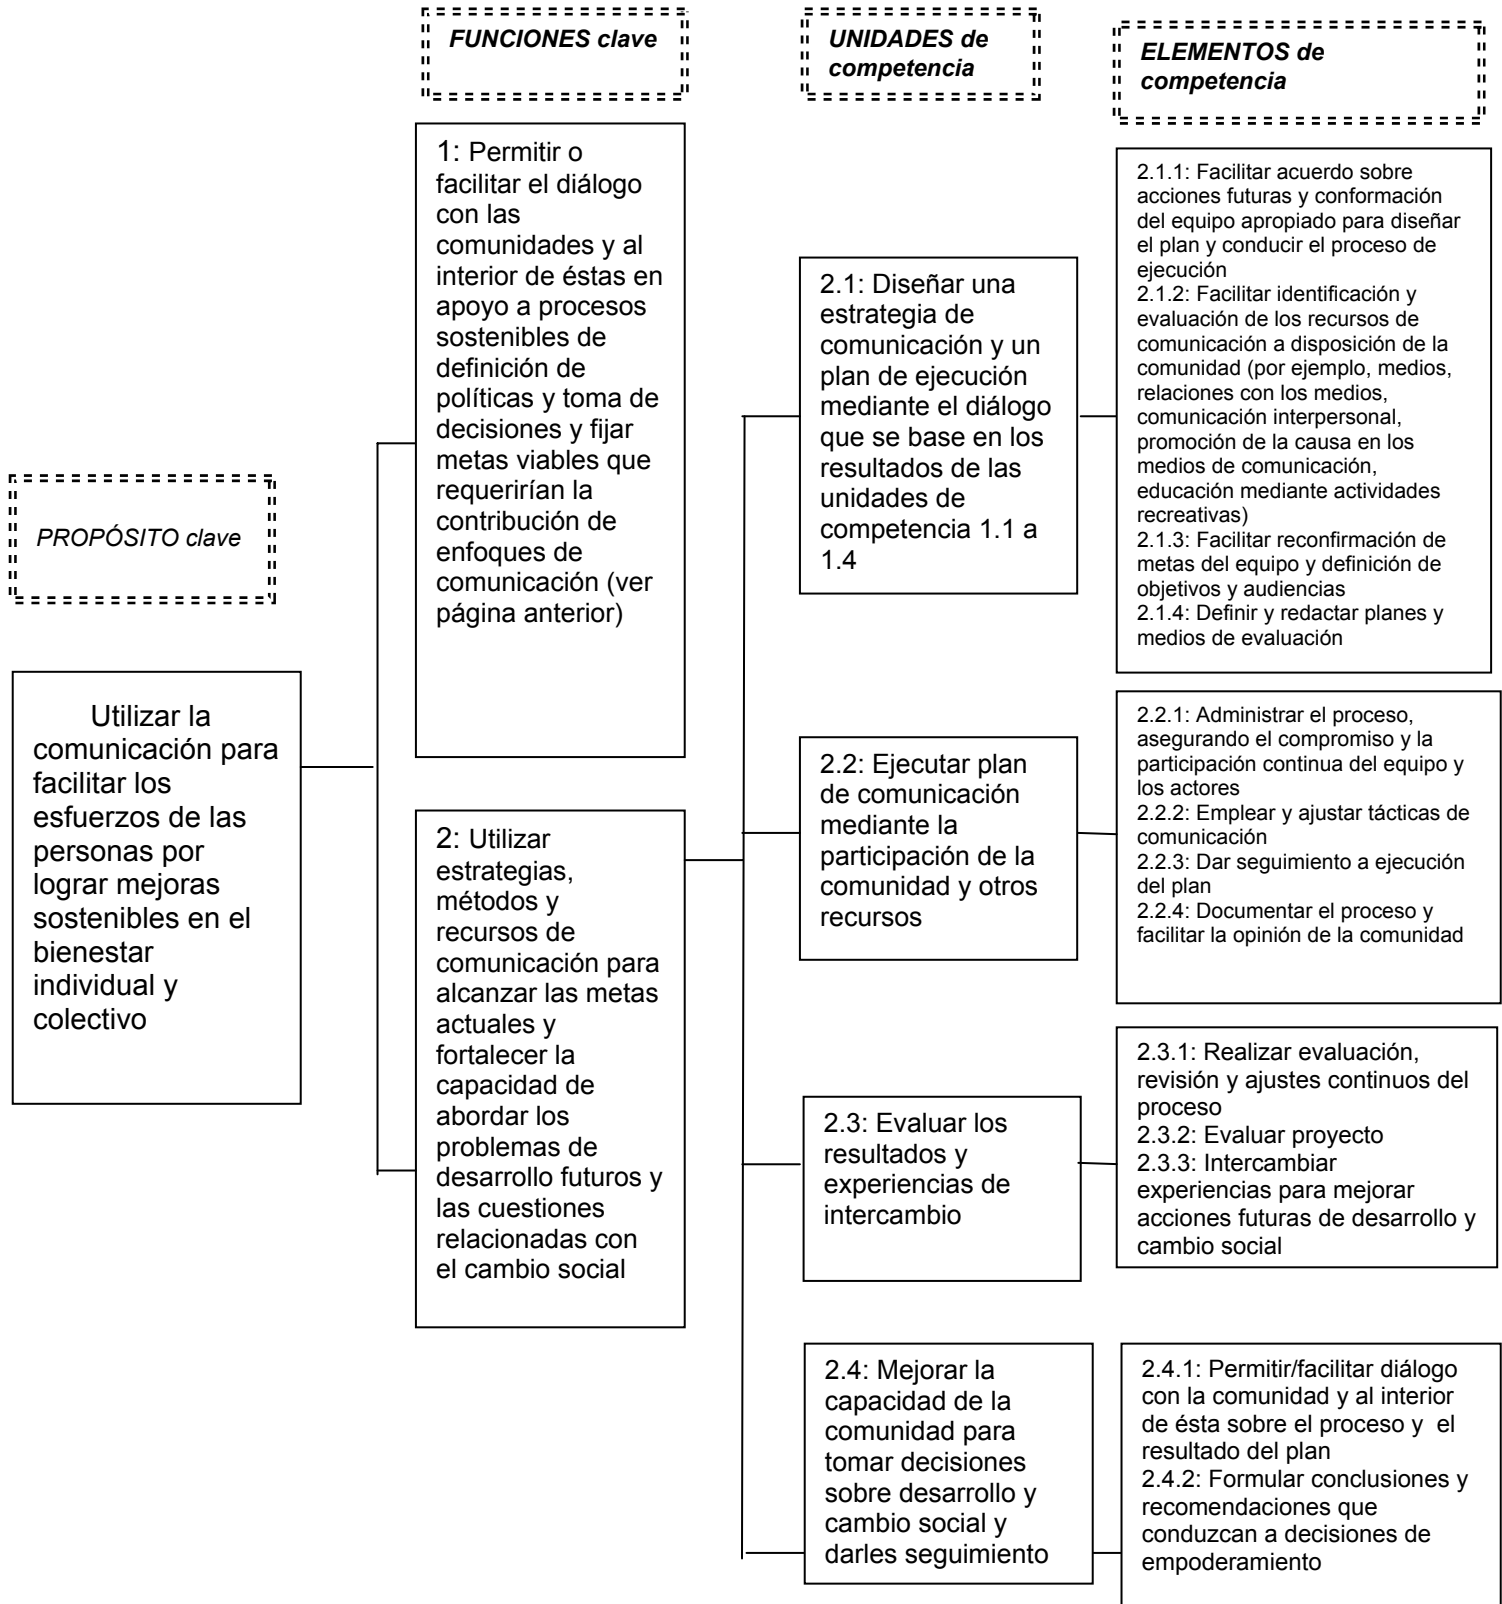 FUNCIONES clave
UNIDADES de
competencia
ELEMENTOS de
competencia
PROPÓSITO clave
Utilizar la
comunicación para
facilitar los
esfuerzos de las
personas por
lograr mejoras
sostenibles en el
bienestar
individual y
colectivo
1: Permitir o
facilitar el diálogo
con las
comunidades y al
interior de éstas en
apoyo a procesos
sostenibles de
definición de
políticas y toma de
decisiones y fijar
metas viables que
requerirían la
contribución de
enfoques de
comunicación (ver
página anterior)
2: Utilizar
estrategias,
métodos y
recursos de
comunicación para
alcanzar las metas
actuales y
fortalecer la
capacidad de
abordar los
problemas de
desarrollo futuros y
las cuestiones
relacionadas con
el cambio social
2.1: Diseñar una
estrategia de
comunicación y un
plan de ejecución
mediante el diálogo
que se base en los
resultados de las
unidades de
competencia 1.1 a
1.4
2.1.1: Facilitar acuerdo sobre
acciones futuras y conformación
del equipo apropiado para diseñar
el plan y conducir el proceso de
ejecución
2.1.2: Facilitar identificación y
evaluación de los recursos de
comunicación a disposición de la
comunidad (por ejemplo, medios,
relaciones con los medios,
comunicación interpersonal,
promoción de la causa en los
medios de comunicación,
educación mediante actividades
recreativas)
2.1.3: Facilitar reconfirmación de
metas del equipo y definición de
objetivos y audiencias
2.1.4: Definir y redactar planes y
medios de evaluación
2.2: Ejecutar plan
de comunicación
mediante la
participación de la
comunidad y otros
recursos
2.2.1: Administrar el proceso,
asegurando el compromiso y la
participación continua del equipo y
los actores
2.2.2: Emplear y ajustar tácticas de
comunicación
2.2.3: Dar seguimiento a ejecución
del plan
2.2.4: Documentar el proceso y
facilitar la opinión de la comunidad
2.3: Evaluar los
resultados y
experiencias de
intercambio
2.3.1: Realizar evaluación,
revisión y ajustes continuos del
proceso
2.3.2: Evaluar proyecto
2.3.3: Intercambiar
experiencias para mejorar
acciones futuras de desarrollo y
cambio social
2.4: Mejorar la
capacidad de la
comunidad para
tomar decisiones
sobre desarrollo y
cambio social y
darles seguimiento
2.4.1: Permitir/facilitar diálogo
con la comunidad y al interior
de ésta sobre el proceso y el
resultado del plan
2.4.2: Formular conclusiones y
recomendaciones que
conduzcan a decisiones de
empoderamiento